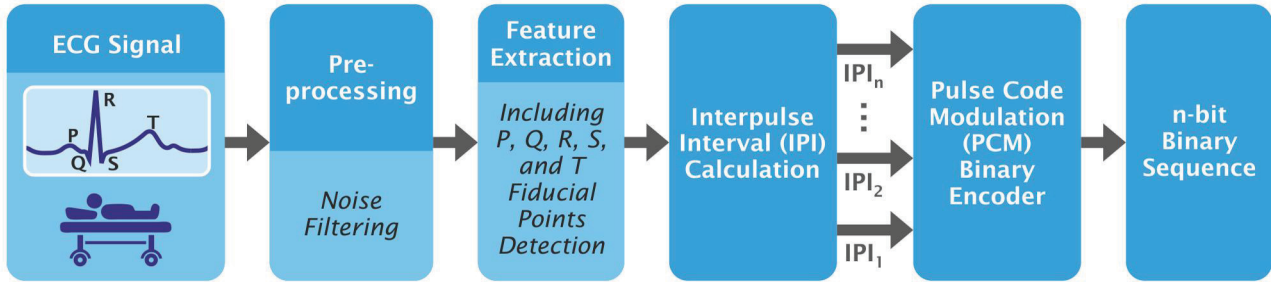 ECG Signal
R
P
T
Q
S
Pre-
processing
Noise
Filtering
Feature
Extraction
Including
P, Q, R, S,
and T
Fiducial
Points
Detection
Interpulse
Interval (IPI)
Calculation
IPIₙ
⋮
IPI₂
IPI₁
Pulse Code
Modulation
(PCM)
Binary
Encoder
n-bit
Binary
Sequence